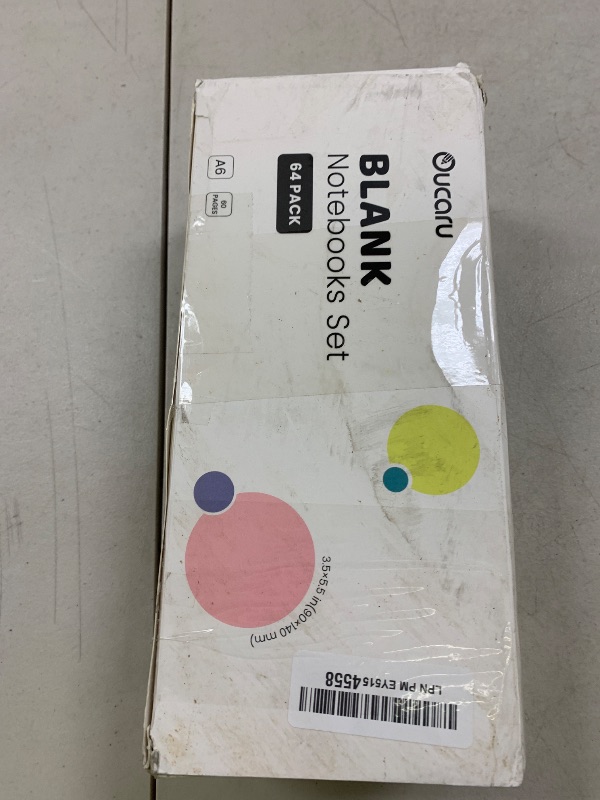 Oucaru
BLANK
Notebooks Set
64 PACK
A6
60
PAGES
3.5×5.5 in(90×140 mm)
LPN PM EY5154558